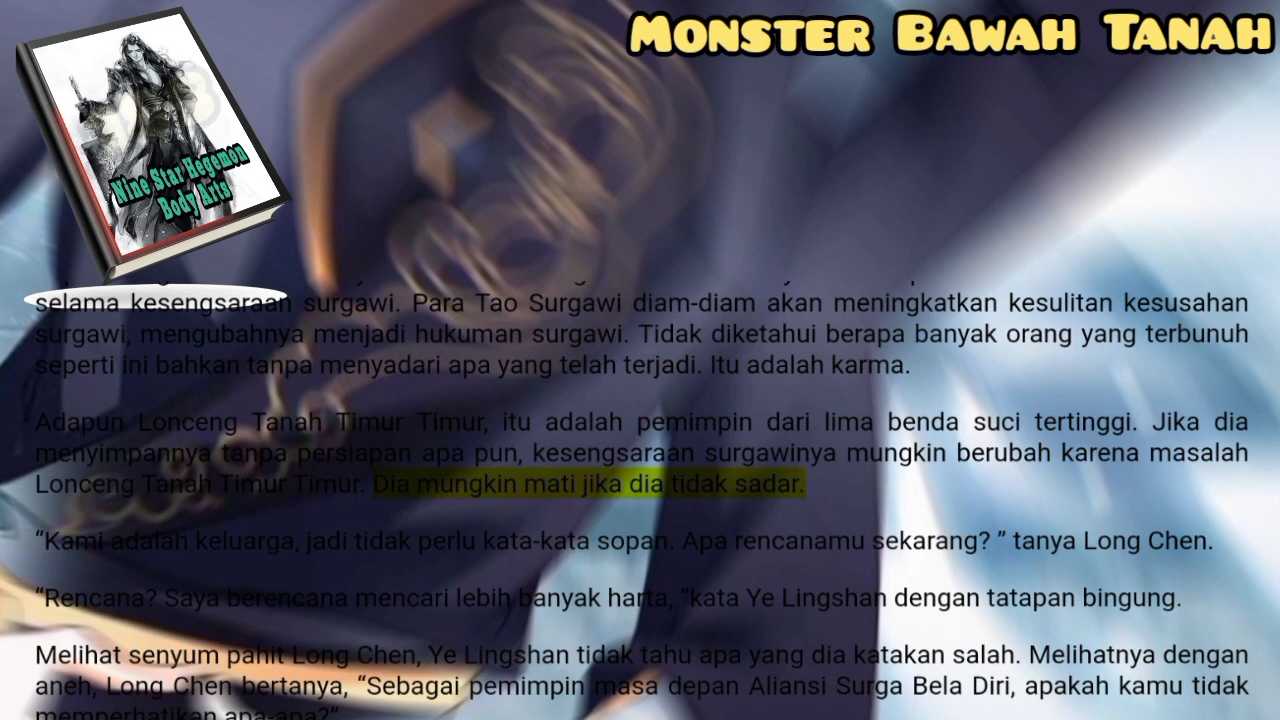 Monster Bawah Tanah
Nine Star Hegemon
Body Arts
selama kesengsaraan surgawi. Para Tao Surgawi diam-diam akan meningkatkan kesulitan kesusahan
surgawi, mengubahnya menjadi hukuman surgawi. Tidak diketahui berapa banyak orang yang terbunuh
seperti ini bahkan tanpa menyadari apa yang telah terjadi. Itu adalah karma.
Adapun Lonceng Tanah Timur Timur, itu adalah pemimpin dari lima benda suci tertinggi. Jika dia
menyimpannya tanpa persiapan apa pun, kesengsaraan surgawinya mungkin berubah karena masalah
Lonceng Tanah Timur Timur. Dia mungkin mati jika dia tidak sadar.
“Kami adalah keluarga, jadi tidak perlu kata-kata sopan. Apa rencanamu sekarang? ” tanya Long Chen.
“Rencana? Saya berencana mencari lebih banyak harta, ”kata Ye Lingshan dengan tatapan bingung.
Melihat senyum pahit Long Chen, Ye Lingshan tidak tahu apa yang dia katakan salah. Melihatnya dengan
aneh, Long Chen bertanya, “Sebagai pemimpin masa depan Aliansi Surga Bela Diri, apakah kamu tidak
memperhatikan apa-apa?”